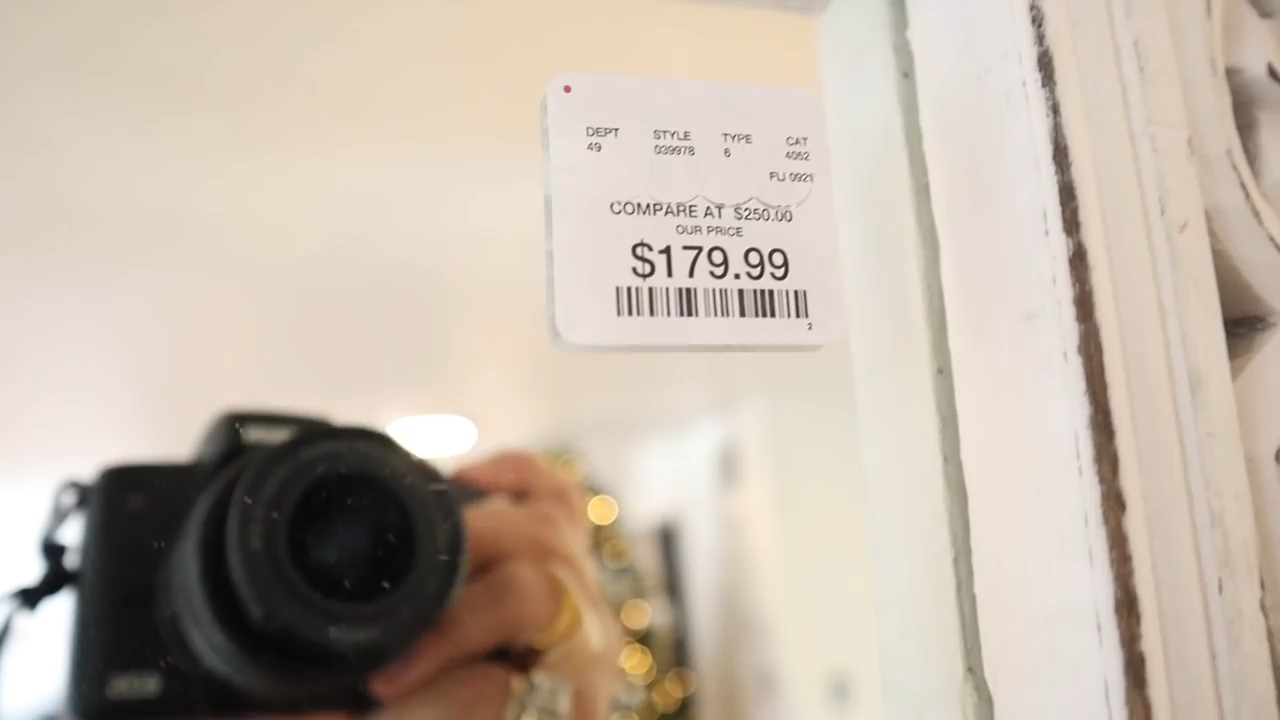 DEPT STYLE TYPE CAT
49 039978 6 4052
FLI 0921
COMPARE AT $250.00
OUR PRICE
$179.99
2